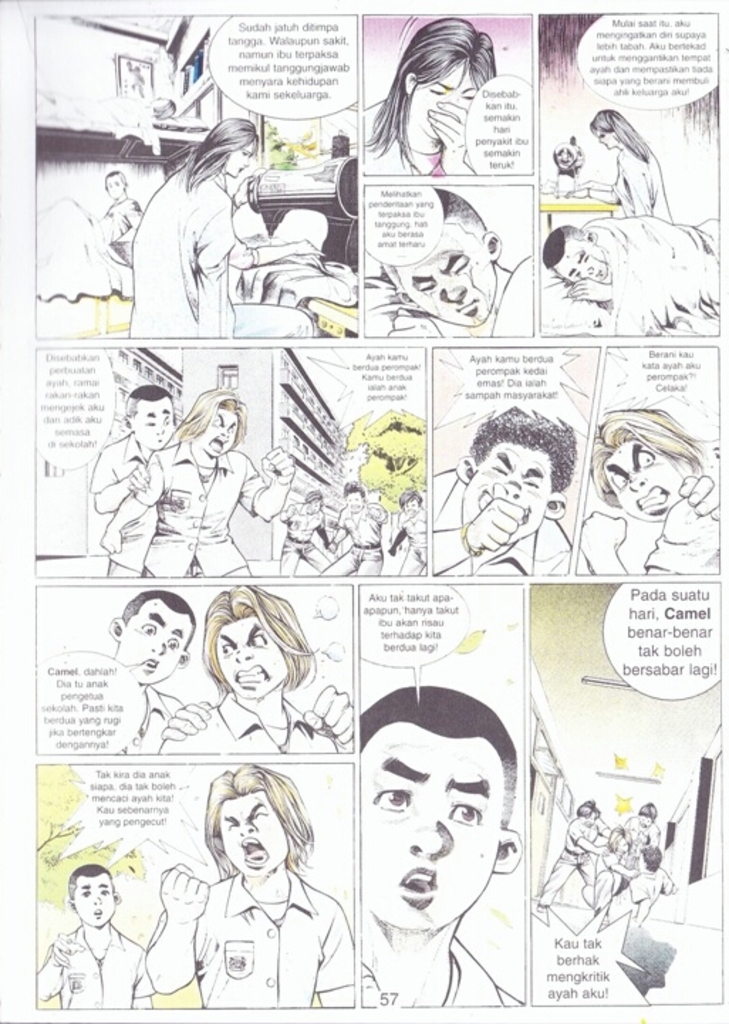 Sudah jatuh ditimpa
tangga. Walaupun sakit,
namun ibu terpaksa
memikul tanggungjawab
menyara kehidupan
kami sekeluarga.
Disebab-
kan itu,
semakin
hari
penyakit ibu
semakin
teruk!
Melihatkan
penderitaan yang
terpaksa ibu
tanggung, hati
aku berasa
amat terharu
Mulai saat itu, aku
mengingatkan diri supaya
lebih tabah. Aku bertekad
untuk menggantikan tempat
ayah dan mempastikan tiada
siapa yang berani membuli
ahli keluarga aku!
Disebabkan
perbuatan
ayah, ramai
rakan-rakan
mengejek aku
dan adik aku
semasa
di sekolah!
Ayah kamu
berdua perompak!
Kamu berdua
ialah anak
perompak!
Ayah kamu berdua
perompak kedai
emas! Dia ialah
sampah masyarakat!
Berani kau
kata ayah aku
perompak?!
Celaka!
Camel, dahlah!
Dia tu anak
pengetua
sekolah. Pasti kita
berdua yang rugi
jika bertengkar
dengannya!
Tak kira dia anak
siapa, dia tak boleh
mencaci ayah kita!
Kau sebenarnya
yang pengecut!
Aku tak takut apa-
apapun, hanya takut
ibu akan risau
terhadap kita
berdua lagi!
Pada suatu
hari, Camel
benar-benar
tak boleh
bersabar lagi!
Kau tak
berhak
mengkritik
ayah aku!
57